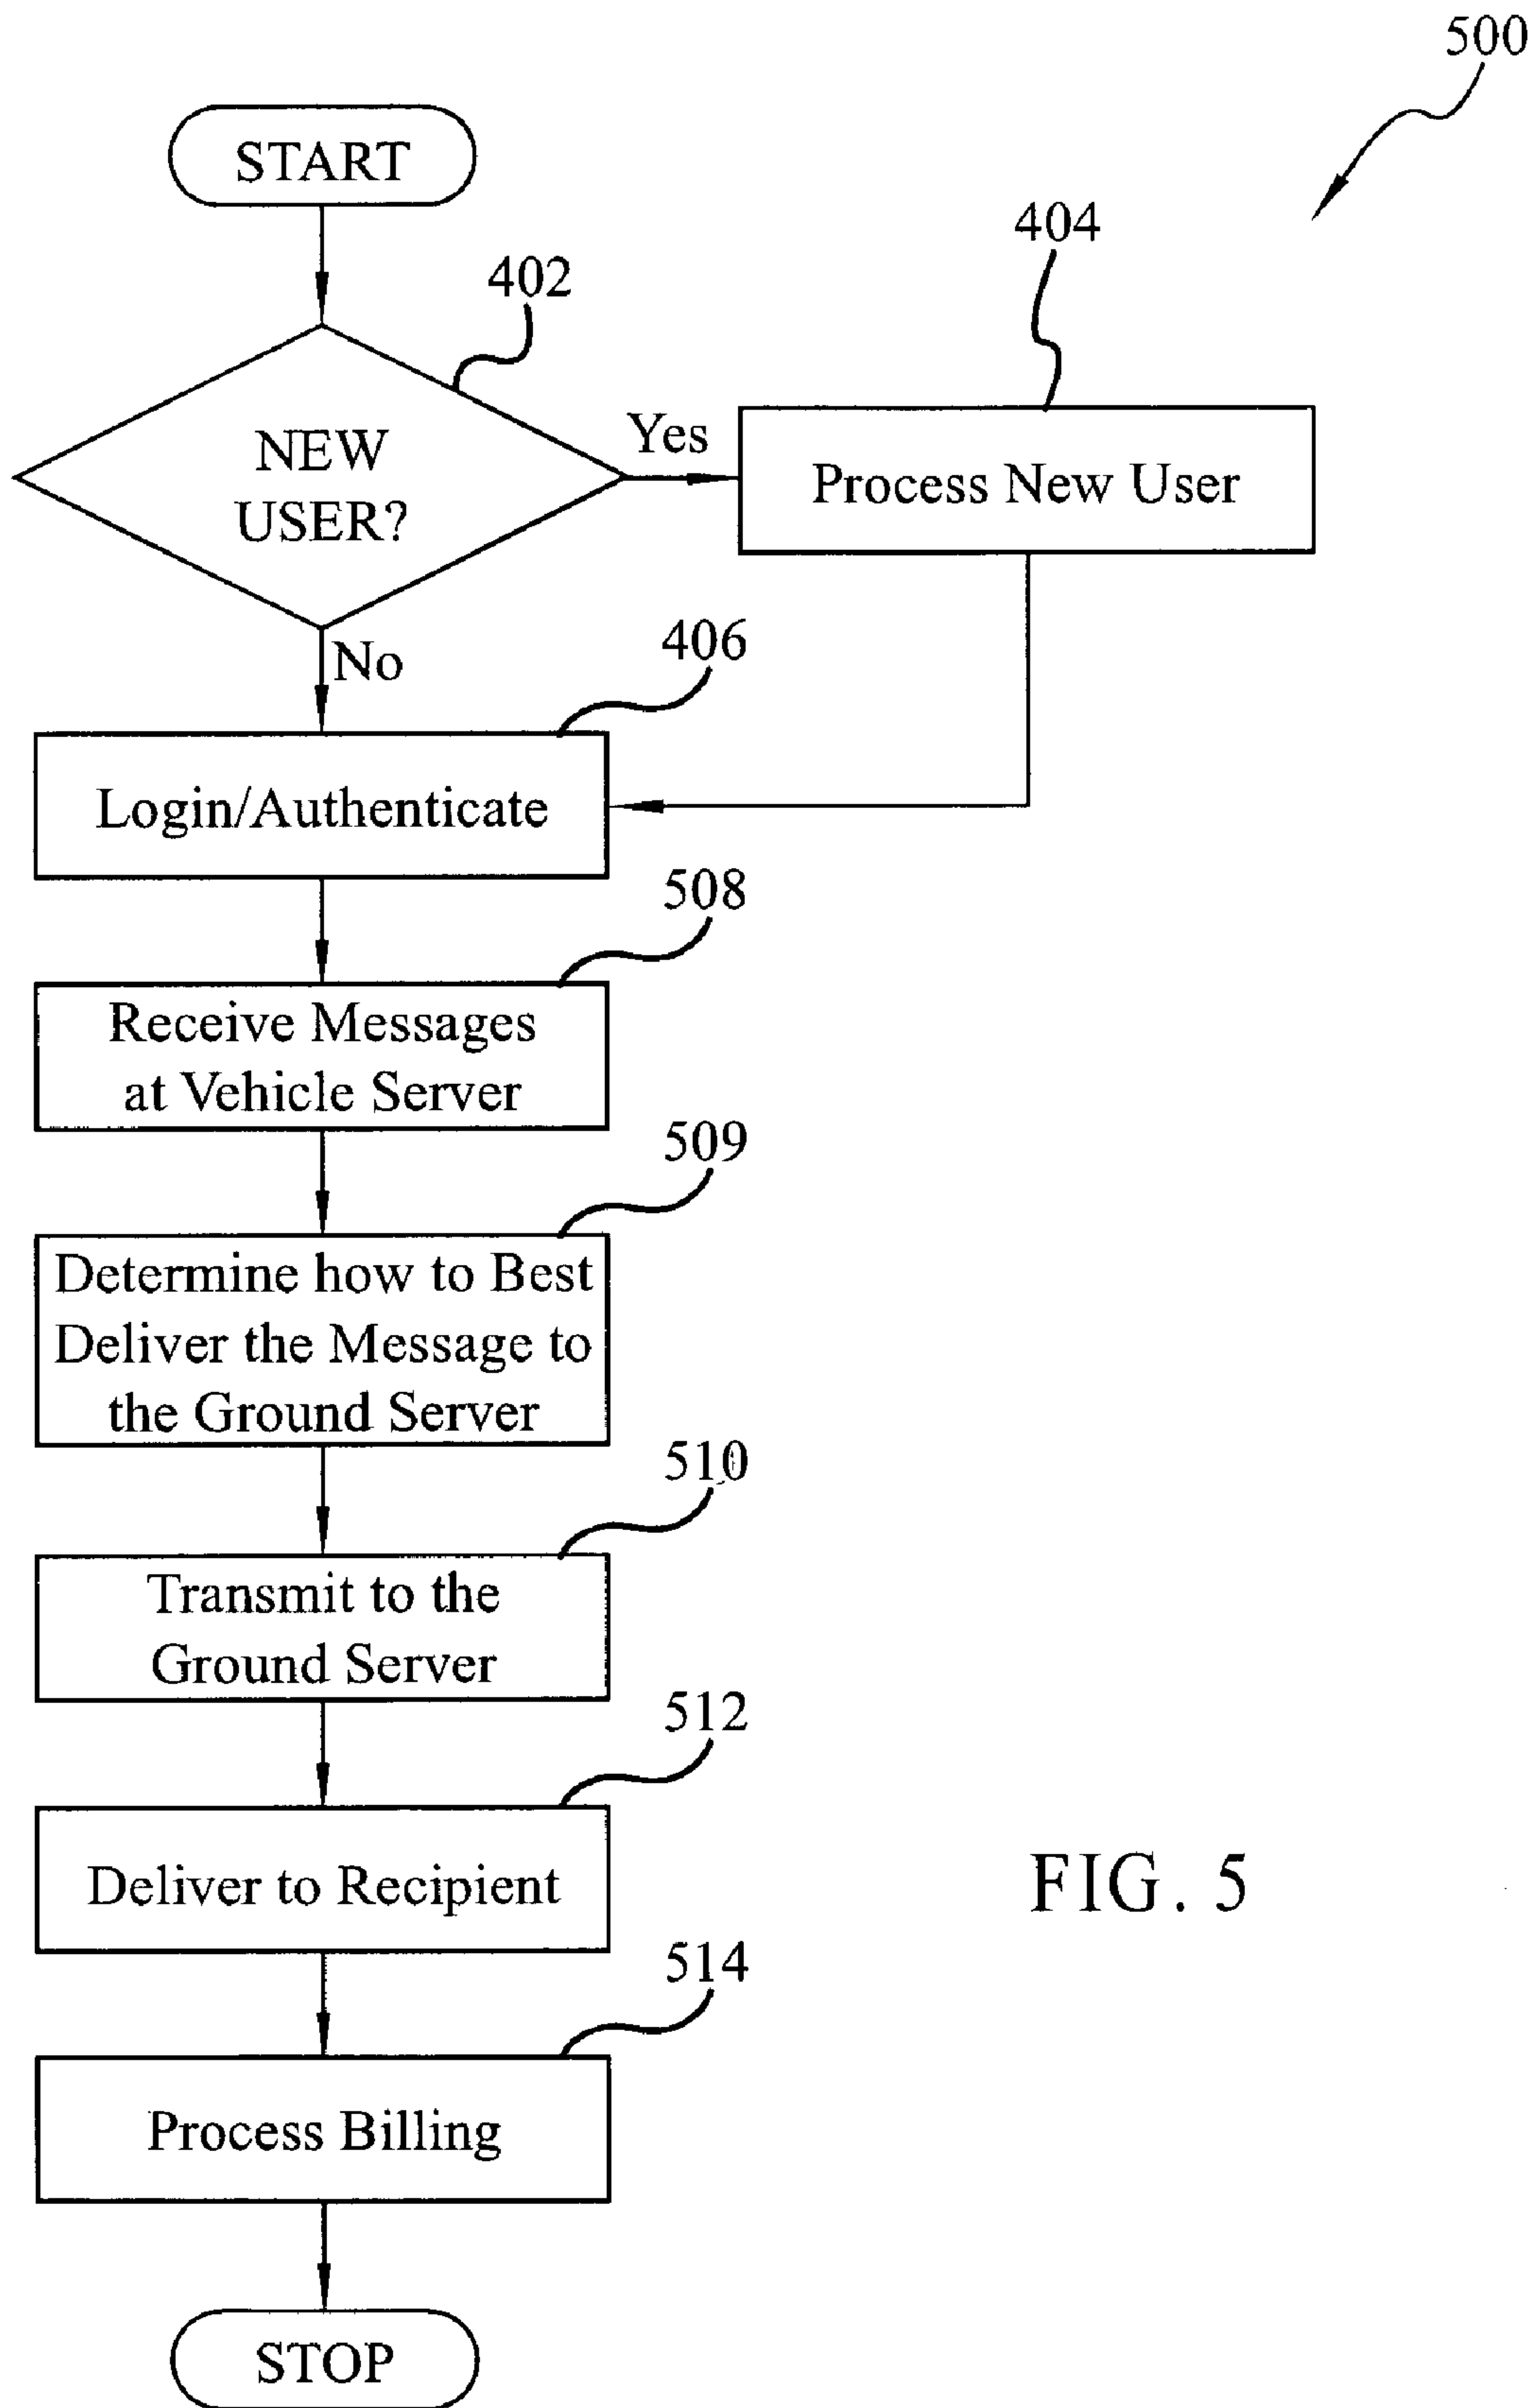 500
START
404
402
NEW
USER?
Yes
Process New User
No
406
Login/Authenticate
508
Receive Messages
at Vehicle Server
509
Determine how to Best
Deliver the Message to
the Ground Server
510
Transmit to the
Ground Server
512
Deliver to Recipient
FIG. 5
514
Process Billing
STOP